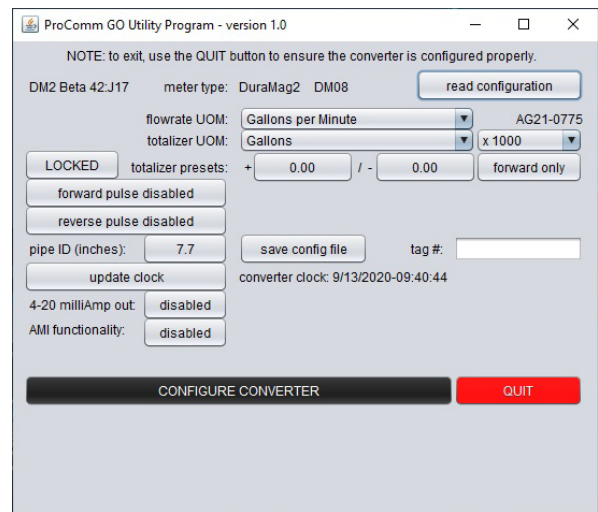 ProComm GO Utility Program - version 1.0
NOTE: to exit, use the QUIT button to ensure the converter is configured properly.
DM2 Beta 42:J17 meter type: DuraMag2 DM08 read configuration
flowrate UOM: Gallons per Minute AG21-0775
totalizer UOM: Gallons x 1000
LOCKED totalizer presets: + 0.00 / - 0.00 forward only
forward pulse disabled
reverse pulse disabled
pipe ID (inches): 7.7 save config file tag #:
update clock converter clock: 9/13/2020-09:40:44
4-20 milliAmp out: disabled
AMI functionality: disabled
CONFIGURE CONVERTER QUIT